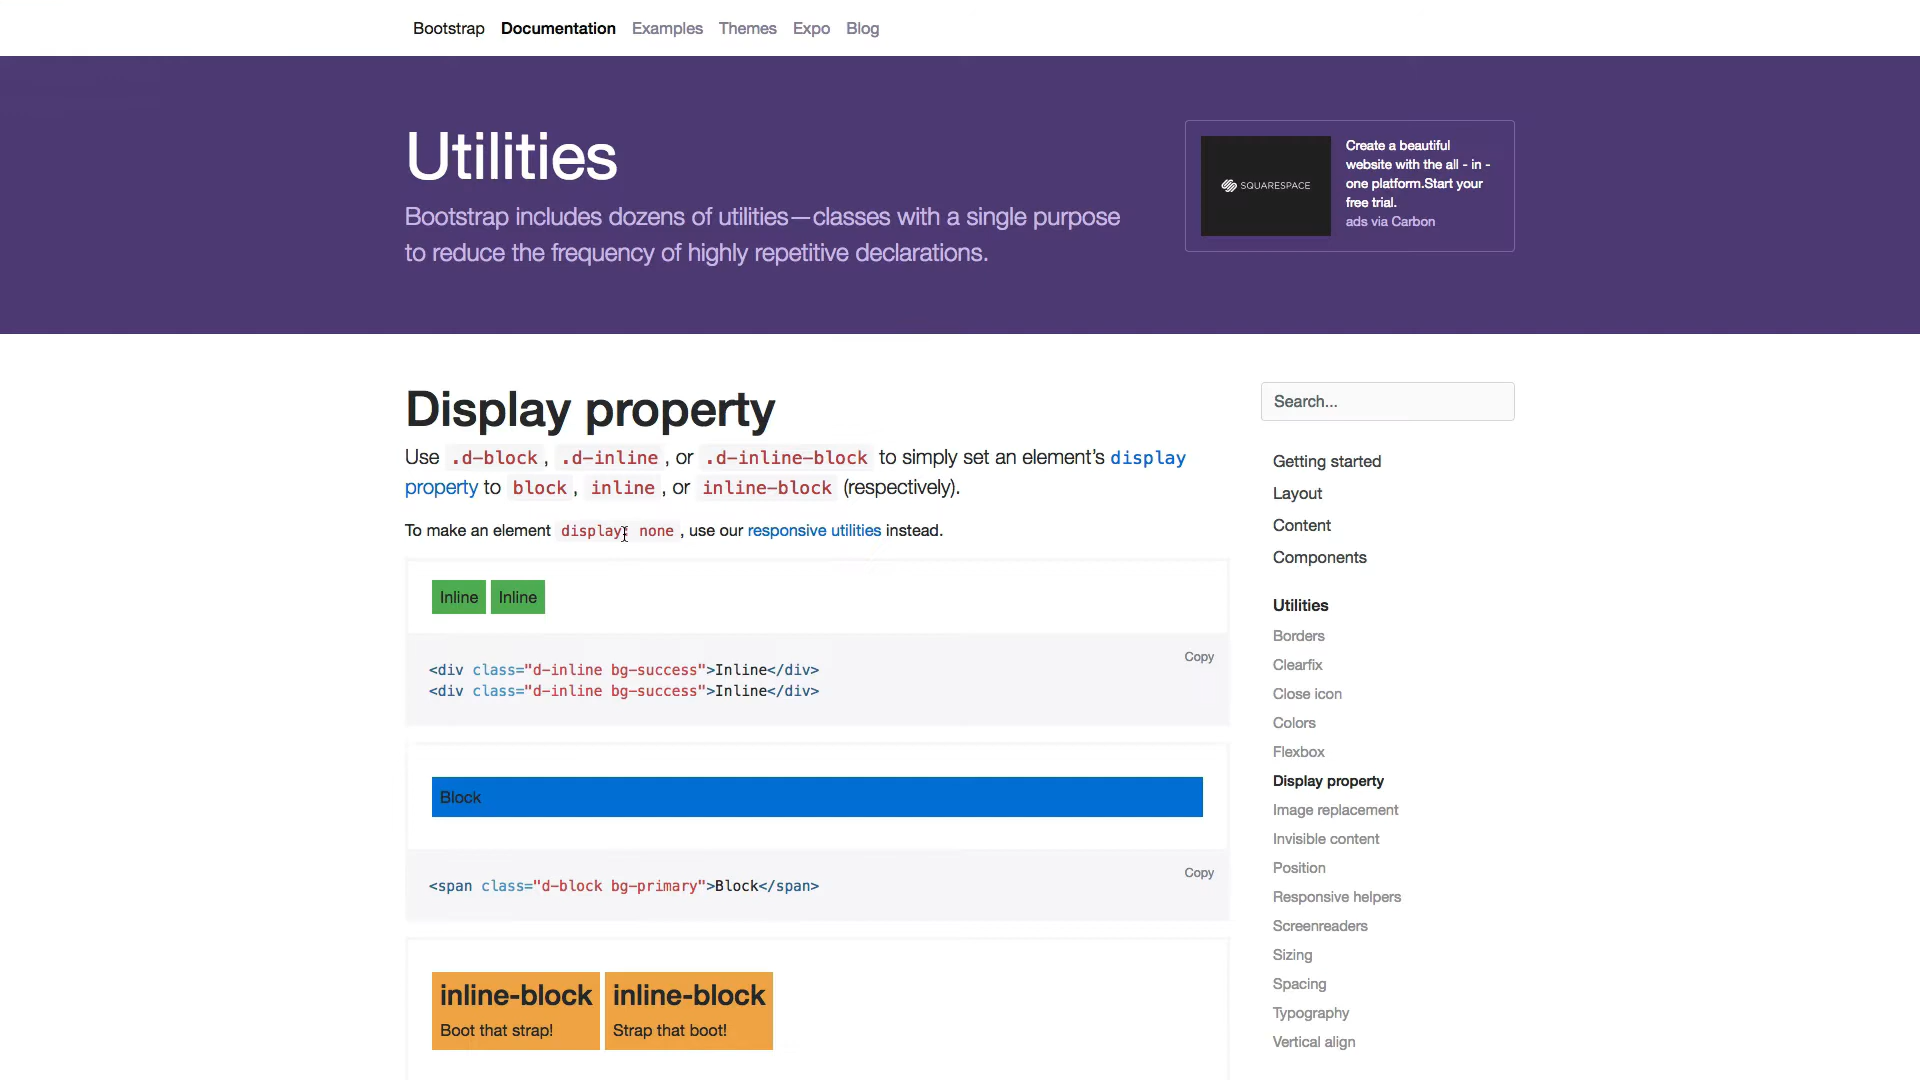 Bootstrap Documentation Examples Themes Expo Blog
Utilities
Bootstrap includes dozens of utilities—classes with a single purpose
to reduce the frequency of highly repetitive declarations.
SQUARESPACE
Create a beautiful
website with the all - in -
one platform.Start your
free trial.
ads via Carbon
Display property
Use .d-block, .d-inline, or .d-inline-block to simply set an element’s display
property to block, inline, or inline-block (respectively).
To make an element display: none, use our responsive utilities instead.
Inline Inline
Copy
<div class="d-inline bg-success">Inline</div>
<div class="d-inline bg-success">Inline</div>
Block
Copy
<span class="d-block bg-primary">Block</span>
inline-block inline-block
Boot that strap! Strap that boot!
Search...
Getting started
Layout
Content
Components
Utilities
Borders
Clearfix
Close icon
Colors
Flexbox
Display property
Image replacement
Invisible content
Position
Responsive helpers
Screenreaders
Sizing
Spacing
Typography
Vertical align